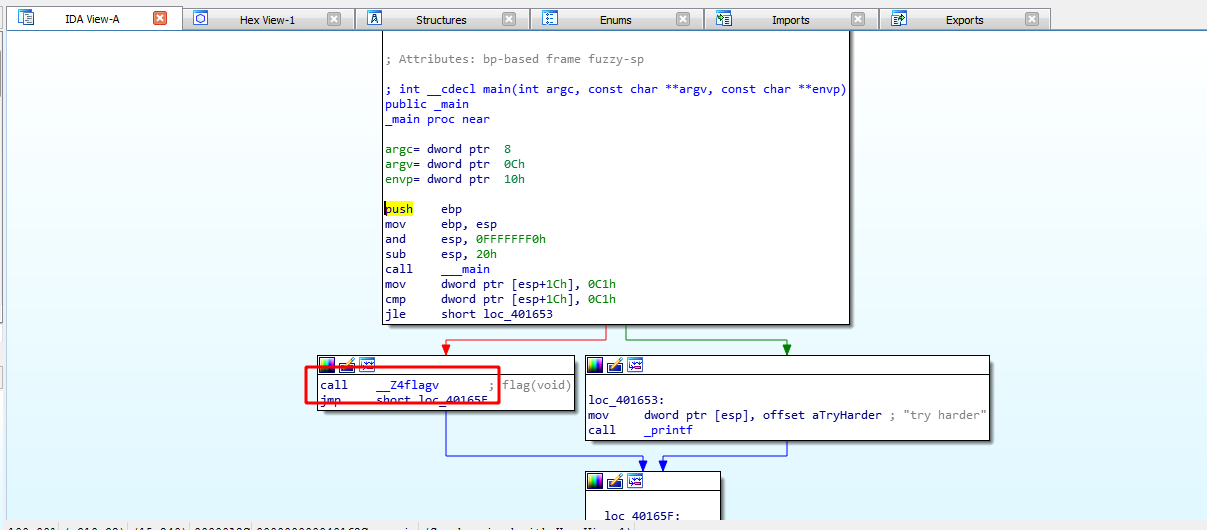 IDA View-A Hex View-1 Structures Enums Imports Exports
; Attributes: bp-based frame fuzzy-sp
; int __cdecl main(int argc, const char **argv, const char **envp)
public _main
_main proc near
argc= dword ptr 8
argv= dword ptr 0Ch
envp= dword ptr 10h
push ebp
mov ebp, esp
and esp, 0FFFFFFF0h
sub esp, 20h
call ___main
mov dword ptr [esp+1Ch], 0C1h
cmp dword ptr [esp+1Ch], 0C1h
jle short loc_401653
call __Z4flagv ; flag(void)
jmp short loc_40165F
loc_401653:
mov dword ptr [esp], offset aTryHarder ; "try harder"
call _printf
loc_40165F: